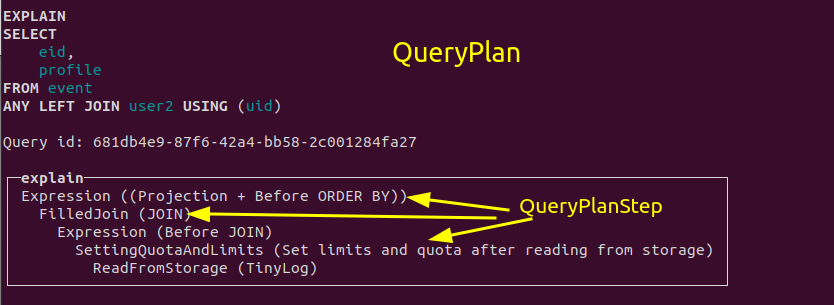 EXPLAIN
SELECT
eid,
profile
QueryPlan
FROM event
ANY LEFT JOIN user2 USING (uid)
Query id: 681db4e9-87f6-42a4-bb58-2c001284fa27
explain
Expression ((Projection + Before ORDER BY))
QueryPlanStep
FilledJoin (JOIN)
Expression (Before JOIN)
SettingQuotaAndLimits (Set limits and quota after reading from storage)
ReadFromStorage (TinyLog)